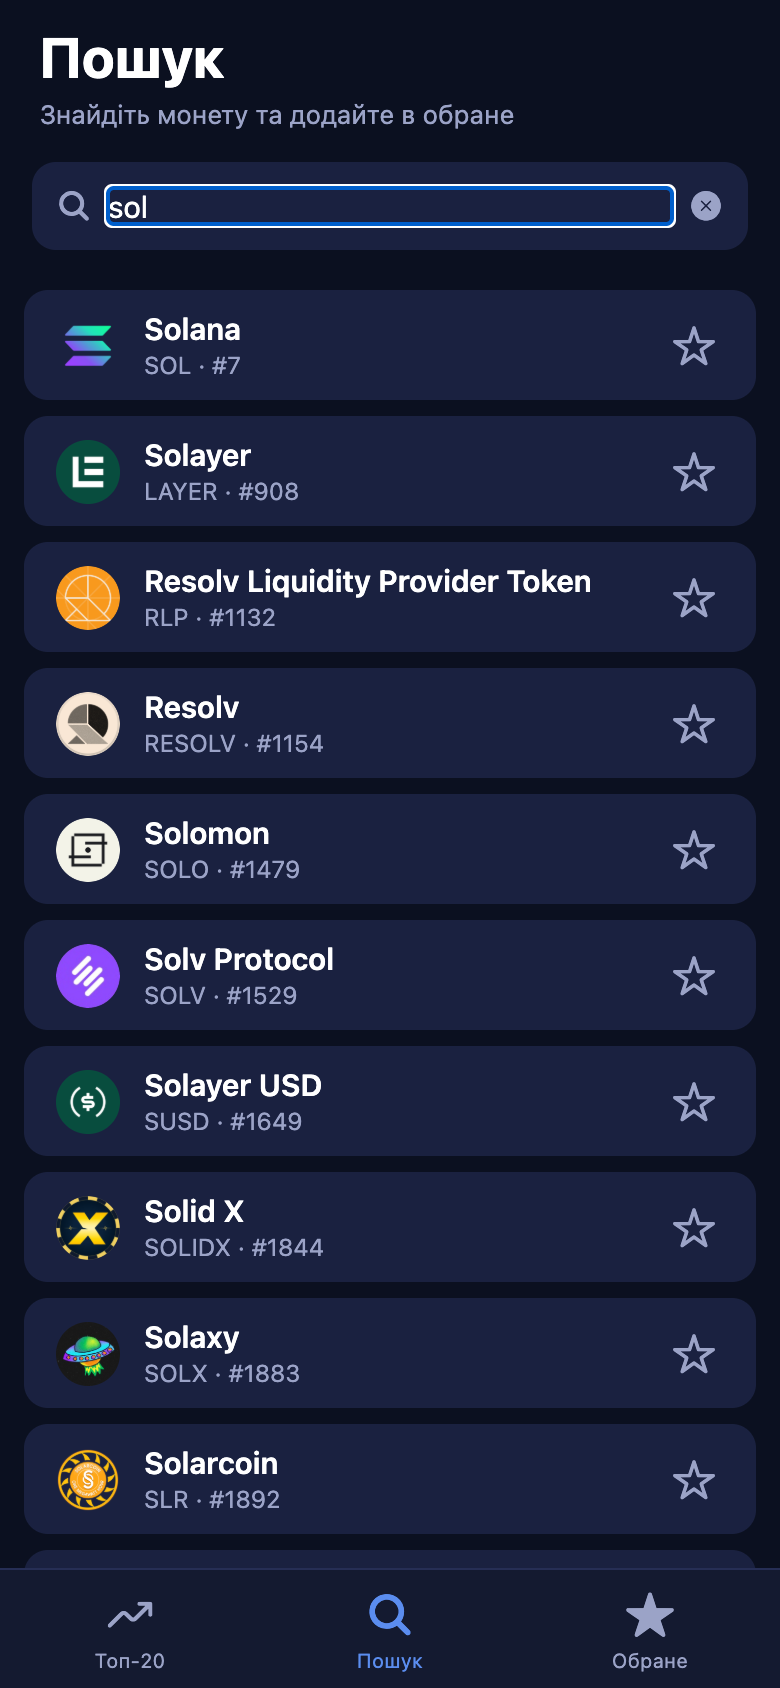 Пошук
Знайдіть монету та додайте в обране
sol
Solana
SOL · #7
Solayer
LAYER · #908
Resolv Liquidity Provider Token
RLP · #1132
Resolv
RESOLV · #1154
Solomon
SOLO · #1479
Solv Protocol
SOLV · #1529
Solayer USD
SUSD · #1649
Solid X
SOLIDX · #1844
Solaxy
SOLX · #1883
Solarcoin
SLR · #1892
Топ-20
Пошук
Обране